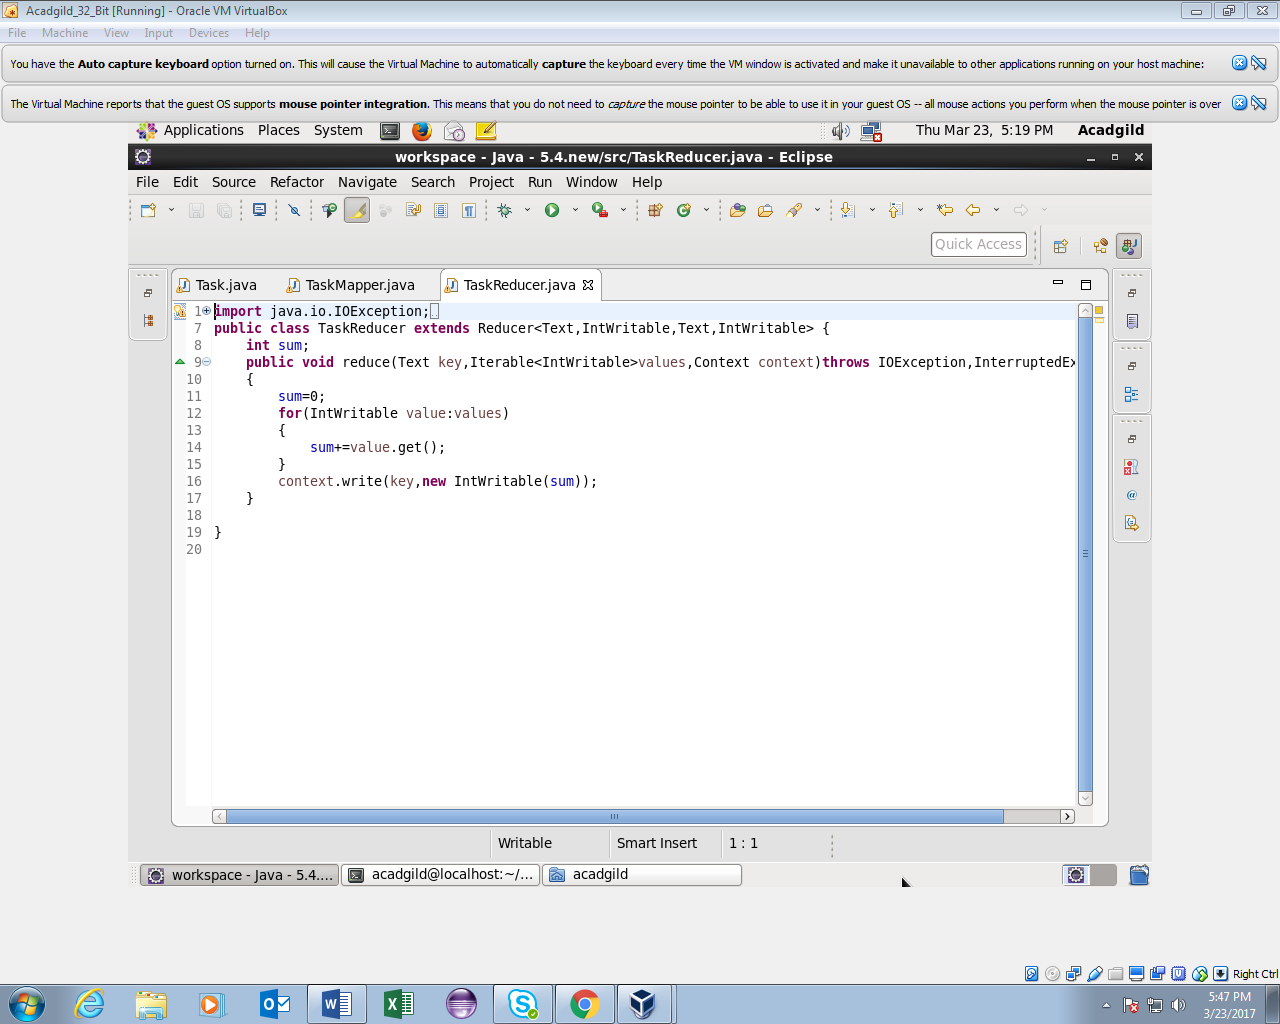 Acadgild_32_Bit [Running] - Oracle VM VirtualBox
File Machine View Input Devices Help
You have the Auto capture keyboard option turned on. This will cause the Virtual Machine to automatically capture the keyboard every time the VM window is activated and make it unavailable to other applications running on your host machine:
The Virtual Machine reports that the guest OS supports mouse pointer integration. This means that you do not need to capture the mouse pointer to be able to use it in your guest OS -- all mouse actions you perform when the mouse pointer is over
Applications Places System Thu Mar 23, 5:19 PM Acadgild
workspace - Java - 5.4.new/src/TaskReducer.java - Eclipse
File Edit Source Refactor Navigate Search Project Run Window Help
Quick Access
Task.java TaskMapper.java TaskReducer.java
1 import java.io.IOException;
7 public class TaskReducer extends Reducer<Text,IntWritable,Text,IntWritable> {
8 int sum;
9 public void reduce(Text key,Iterable<IntWritable>values,Context context)throws IOException,InterruptedEx
10 {
11 sum=0;
12 for(IntWritable value:values)
13 {
14 sum+=value.get();
15 }
16 context.write(key,new IntWritable(sum));
17 }
18
19 }
20
Writable Smart Insert 1 : 1
workspace - Java - 5.4.... acadgild@localhost:~/... acadgild
Right Ctrl
5:47 PM
3/23/2017